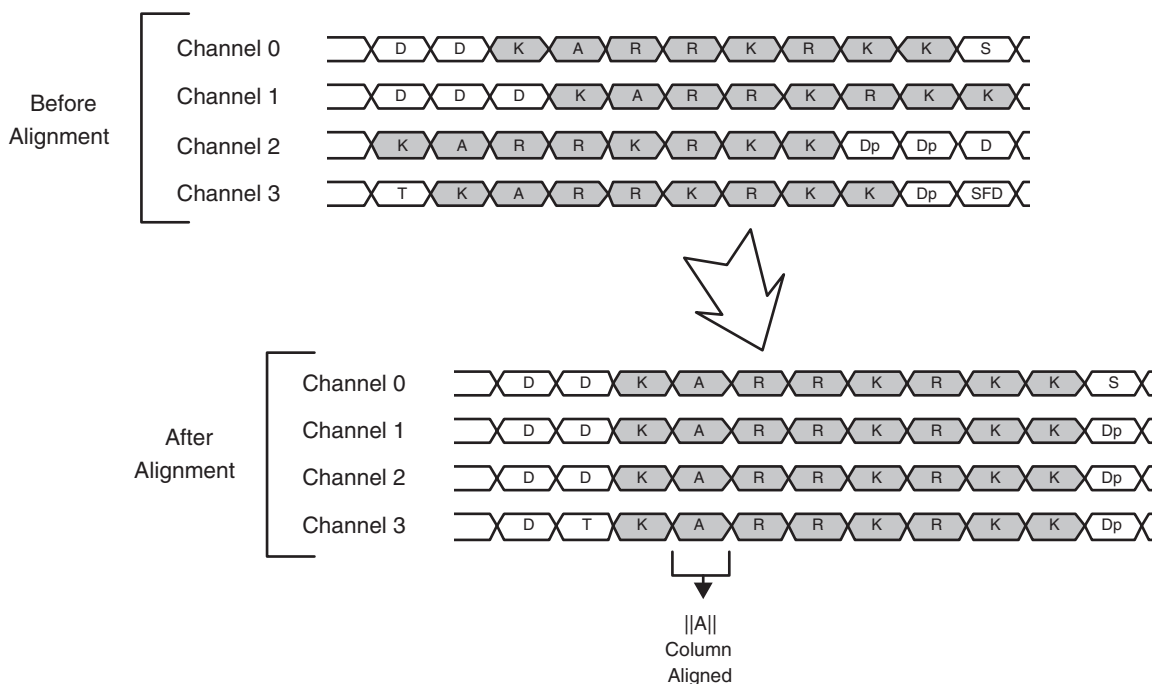 Before
Alignment
Channel 0 D D K A R R K R K K S
Channel 1 D D D K A R R K R K K
Channel 2 K A R R K R K K Dp Dp D
Channel 3 T K A R R K R K K Dp SFD
After
Alignment
Channel 0 D D K A R R K R K K S
Channel 1 D D K A R R K R K K Dp
Channel 2 D D K A R R K R K K Dp
Channel 3 D T K A R R K R K K Dp
||A||
Column
Aligned